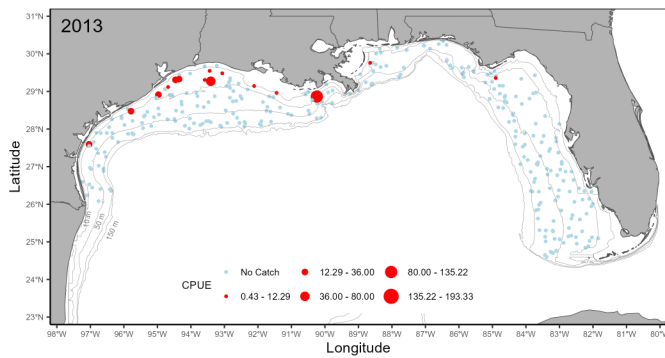 2013
31°N
30°N
29°N
28°N
27°N
26°N
25°N
24°N
23°N
Latitude
10 m
50 m
150 m
CPUE
No Catch
12.29 - 36.00
80.00 - 135.22
0.43 - 12.29
36.00 - 80.00
135.22 - 193.33
98°W 97°W 96°W 95°W 94°W 93°W 92°W 91°W 90°W 89°W 88°W 87°W 86°W 85°W 84°W 83°W 82°W 81°W 80°W
Longitude